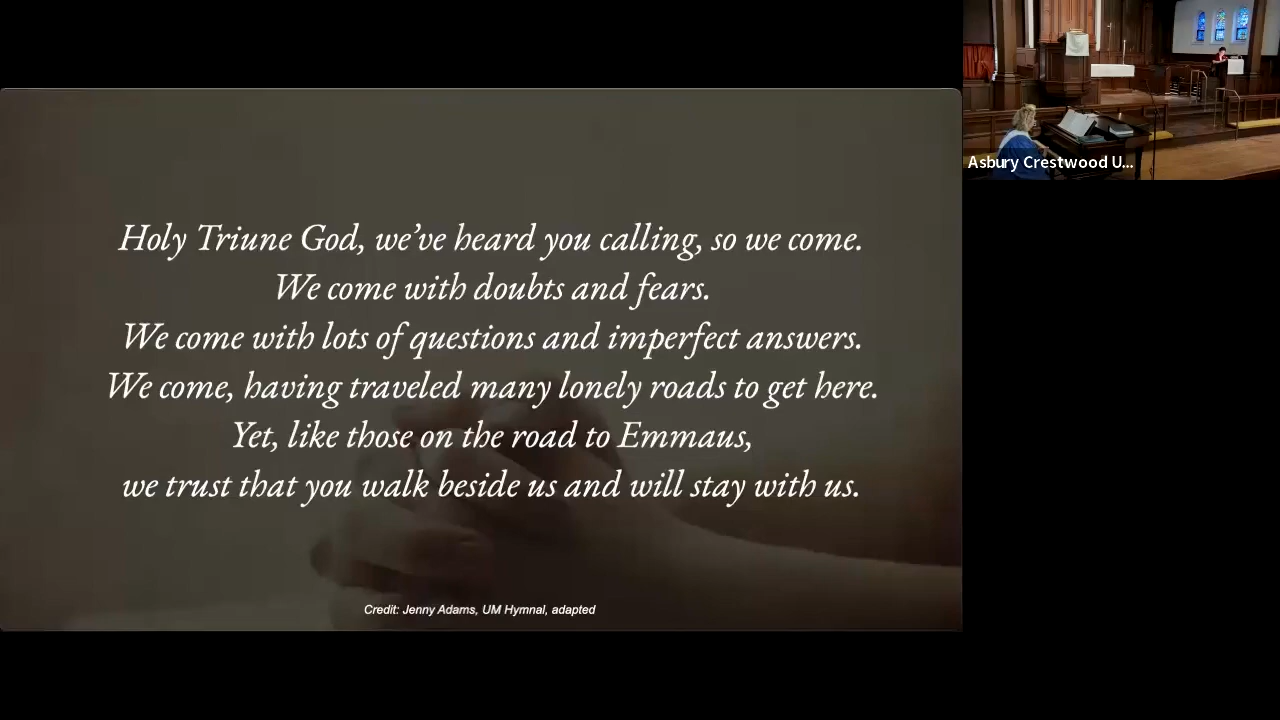 Holy Triune God, we’ve heard you calling, so we come.
We come with doubts and fears.
We come with lots of questions and imperfect answers.
We come, having traveled many lonely roads to get here.
Yet, like those on the road to Emmaus,
we trust that you walk beside us and will stay with us.
Credit: Jenny Adams, UM Hymnal, adapted
Asbury Crestwood U...